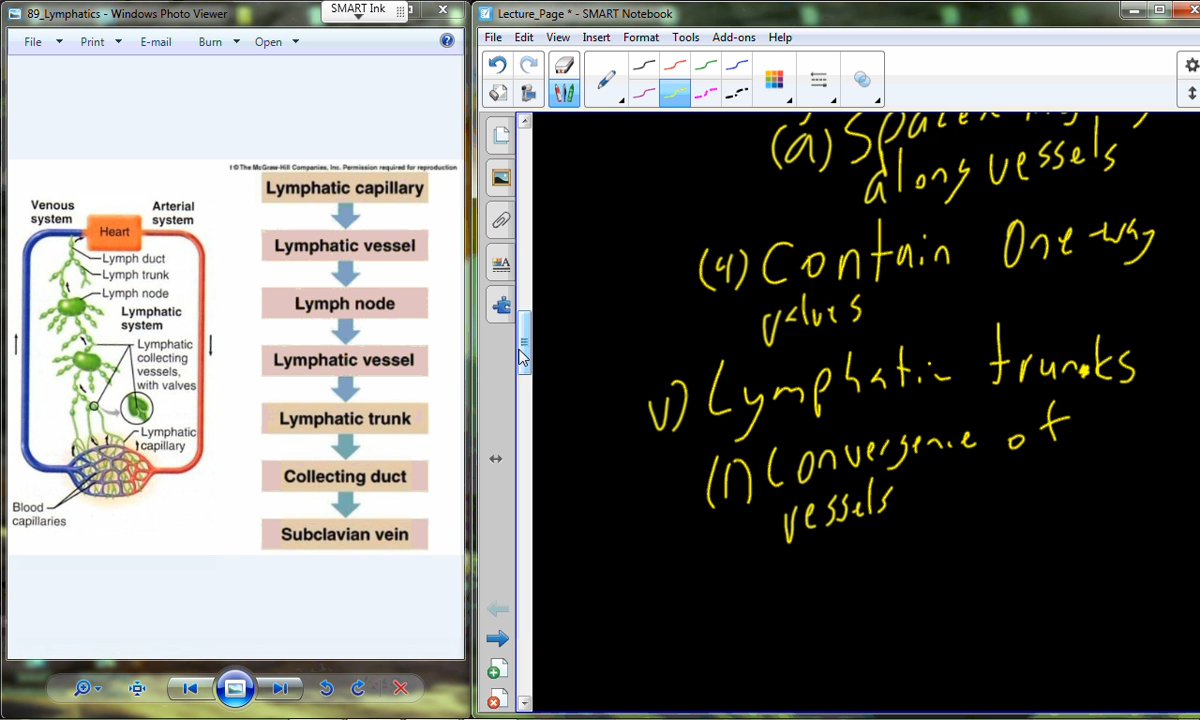 89_Lymphatics - Windows Photo Viewer
SMART Ink
File Print E-mail Burn Open
© The McGraw-Hill Companies, Inc. Permission required for reproduction
Venous system
Arterial system
Heart
Lymph duct
Lymph trunk
Lymph node
Lymphatic system
Lymphatic
collecting
vessels,
with valves
Lymphatic
capillary
Blood
capillaries
Lymphatic capillary
Lymphatic vessel
Lymph node
Lymphatic vessel
Lymphatic trunk
Collecting duct
Subclavian vein
Lecture_Page * - SMART Notebook
File Edit View Insert Format Tools Add-ons Help
(a)
along vessels
(4) Contain One-way
valves
v) Lymphatic trunks
(1) Convergence of
vessels